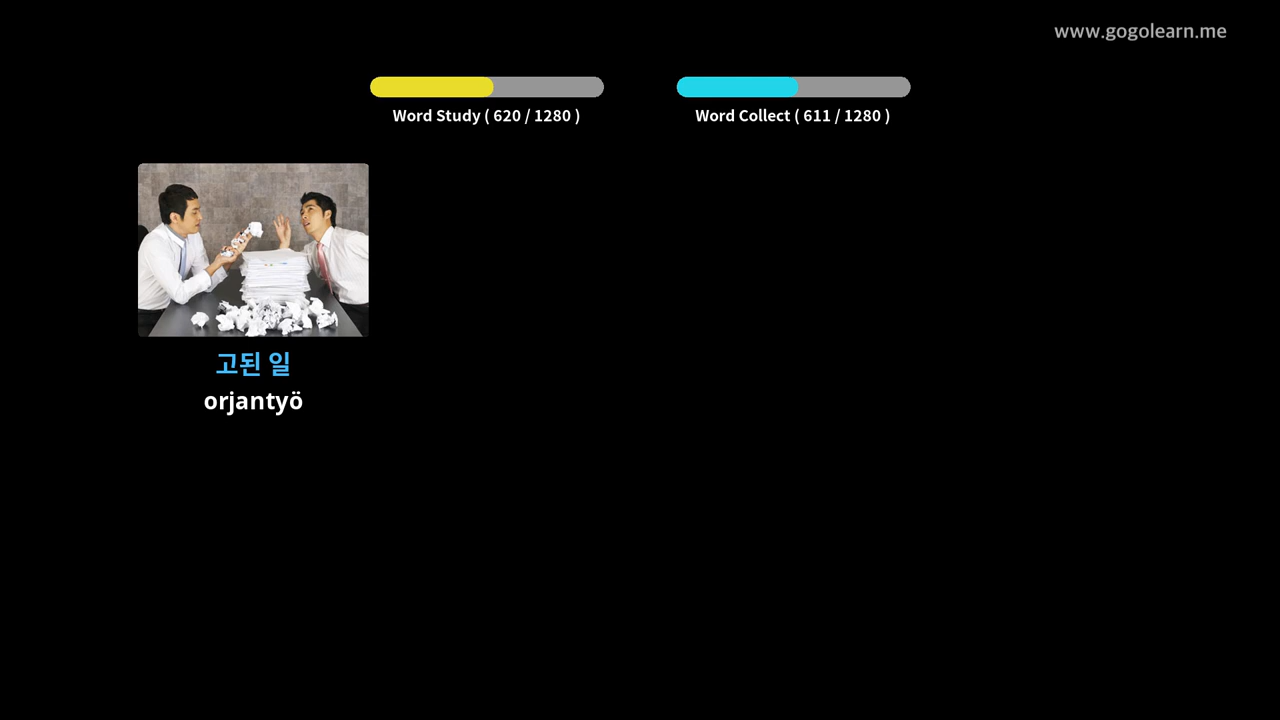 www.gogolearn.me
Word Study ( 620 / 1280 )
Word Collect ( 611 / 1280 )
고된 일
orjantyö